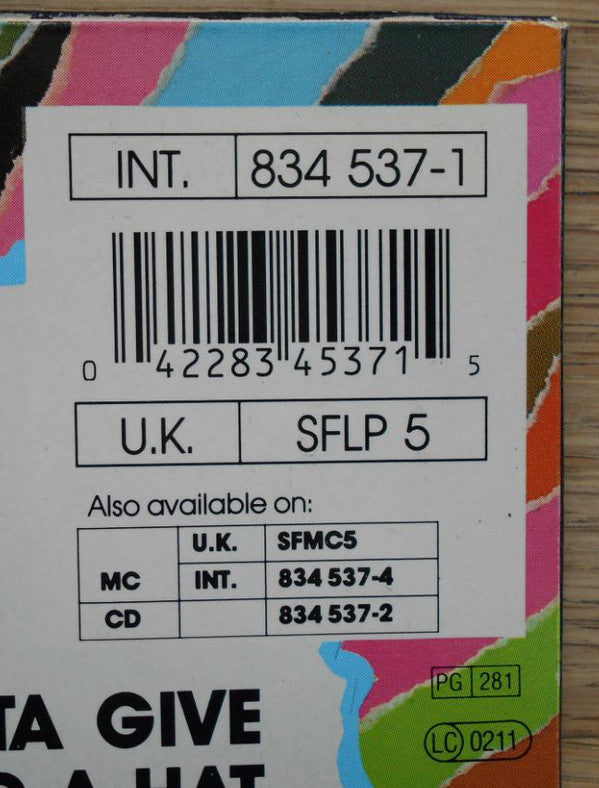 INT. 834 537-1
0 42283 45371 5
U.K. SFLP 5
Also available on:
U.K. SFMC5
MC INT. 834 537-4
CD 834 537-2
PG 281
TA GIVE
LC 0211
A HAT